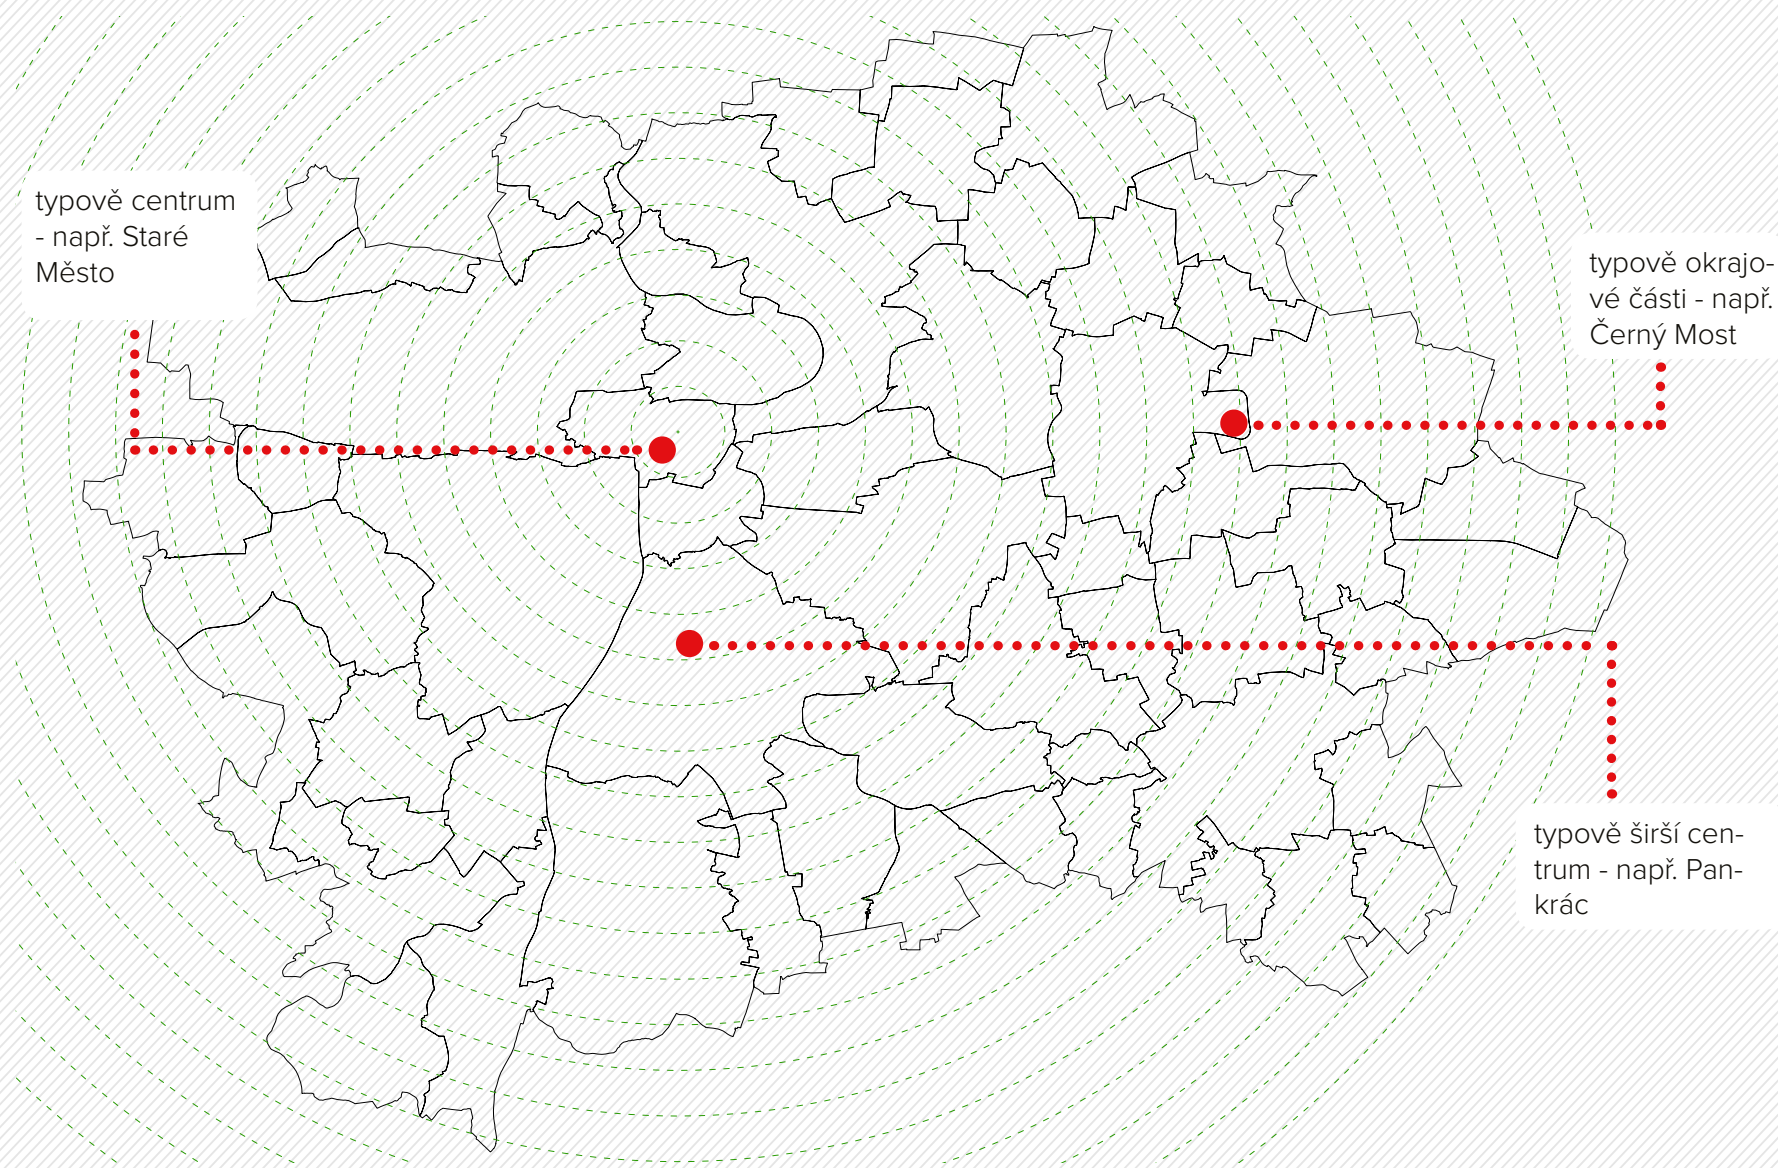 typově centrum
- např. Staré
Město
typově okrajo-
vé části - např.
Černý Most
typově širší cen-
trum - např. Pan-
krác